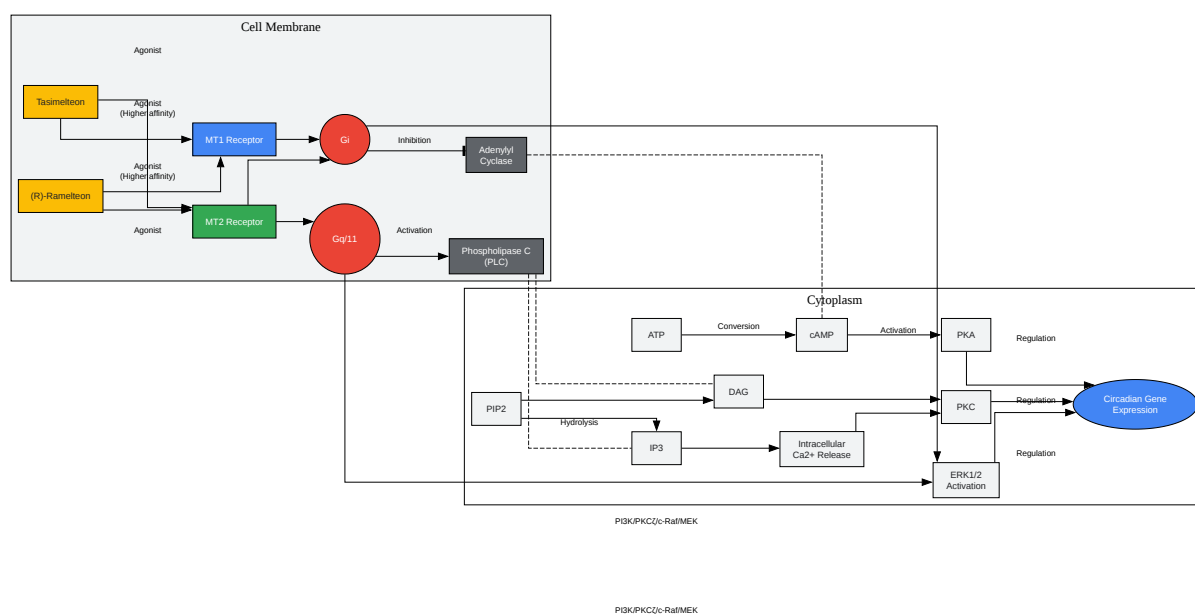 Cell Membrane
Agonist
Tasimelteon
Agonist
(Higher affinity)
MT1 Receptor
Gi
Inhibition
Adenylyl
Cyclase
Agonist
(Higher affinity)
(R)-Ramelteon
MT2 Receptor
Agonist
Gq/11
Activation
Phospholipase C
(PLC)
Cytoplasm
ATP
Conversion
cAMP
Activation
PKA
Regulation
DAG
PIP2
Hydrolysis
PKC
Regulation
Circadian Gene
Expression
IP3
Intracellular
Ca2+ Release
Regulation
ERK1/2
Activation
PI3K/PKCζ/c-Raf/MEK
PI3K/PKCζ/c-Raf/MEK